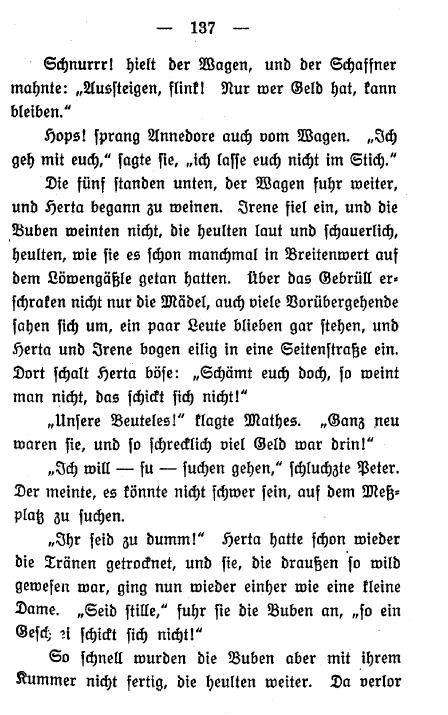 — 137 —
Schnurrr! hielt der Wagen, und der Schaffner
mahnte: „Aussteigen, flink! Nur wer Geld hat, kann
bleiben.“
Hops! sprang Annedore auch vom Wagen. „Ich
geh mit euch,“ sagte sie, „ich lasse euch nicht im Stich.“
Die fünf standen unten, der Wagen fuhr weiter,
und Herta begann zu weinen. Irene fiel ein, und die
Buben weinten nicht, die heulten laut und schauerlich,
heulten, wie sie es schon manchmal in Breitenwert auf
dem Löwengäßle getan hatten. Über das Gebrüll er-
schraken nicht nur die Mädel, auch viele Vorübergehende
sahen sich um, ein paar Leute blieben gar stehen, und
Herta und Irene bogen eilig in eine Seitenstraße ein.
Dort schalt Herta böse: „Schämt euch doch, so weint
man nicht, das schickt sich nicht!“
„Unsere Beuteles!“ klagte Mathes. „Ganz neu
waren sie, und so schrecklich viel Geld war drin!“
„Ich will — su — suchen gehen,“ schluchzte Peter.
Der meinte, es könnte nicht schwer sein, auf dem Meß-
platz zu suchen.
„Ihr seid zu dumm!“ Herta hatte schon wieder
die Tränen getrocknet, und sie, die draußen so wild
gewesen war, ging nun wieder einher wie eine kleine
Dame. „Seid stille,“ fuhr sie die Buben an, „so ein
schickt sich nicht!“
So schnell wurden die Buben aber mit ihrem
Kummer nicht fertig, die heulten weiter. Da verlor